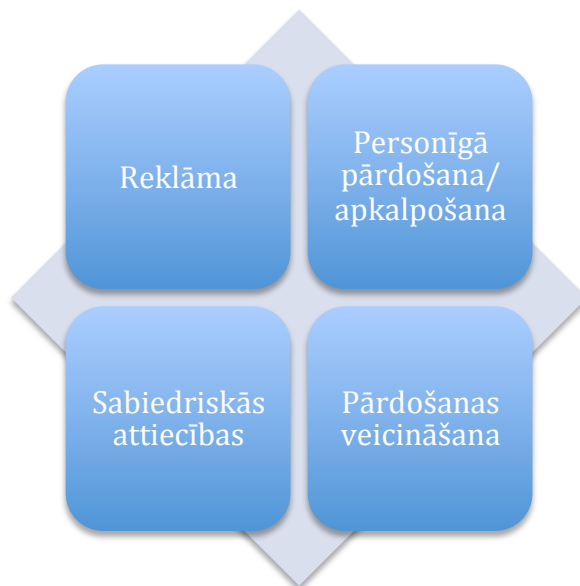 Reklāma
Personīgā
pārdošana/
apkalpošana
Sabiedriskās
attiecības
Pārdošanas
veicināšana